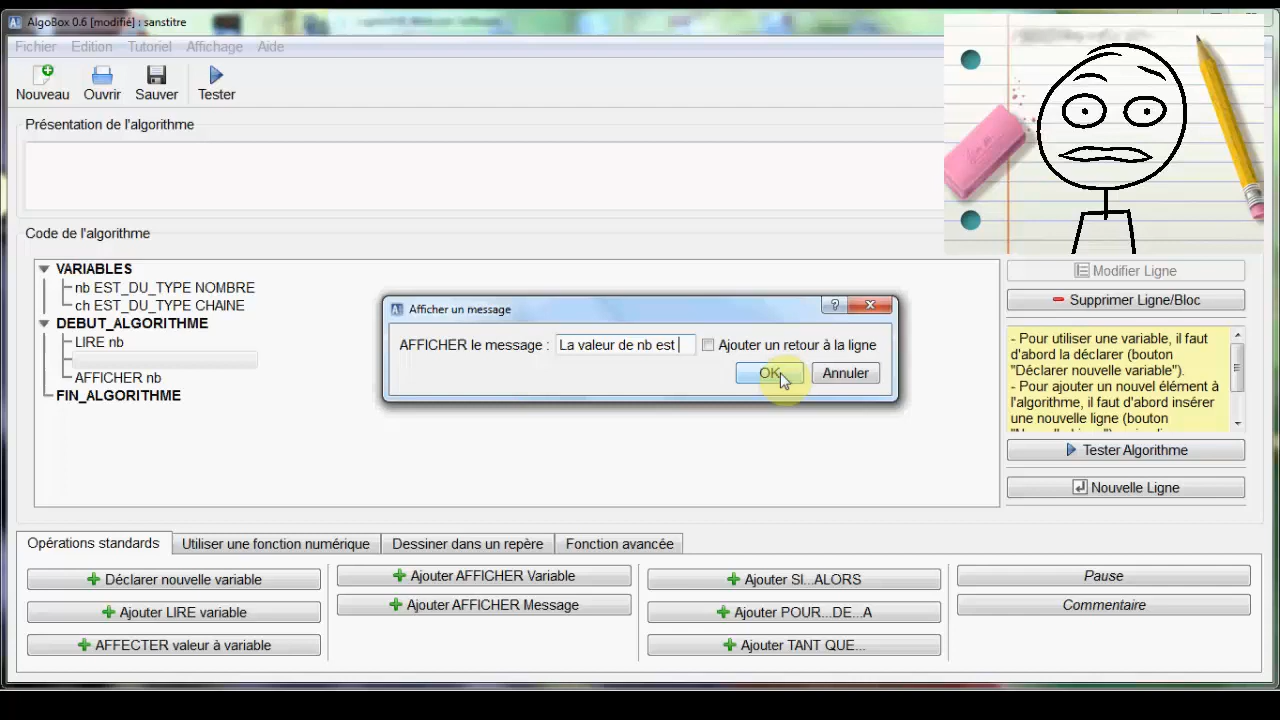 AlgoBox 0.6 [modifié] : sanstitre
Fichier Edition Tutoriel Affichage Aide
Nouveau Ouvrir Sauver Tester
Présentation de l'algorithme
Code de l'algorithme
VARIABLES
nb EST_DU_TYPE NOMBRE
ch EST_DU_TYPE CHAINE
DEBUT_ALGORITHME
LIRE nb
AFFICHER nb
FIN_ALGORITHME
Afficher un message
AFFICHER le message : La valeur de nb est Ajouter un retour à la ligne
OK Annuler
Modifier Ligne
Supprimer Ligne/Bloc
- Pour utiliser une variable, il faut
d'abord la déclarer (bouton
"Déclarer nouvelle variable").
- Pour ajouter un nouvel élément à
l'algorithme, il faut d'abord insérer
une nouvelle ligne (bouton
Tester Algorithme
Nouvelle Ligne
Opérations standards Utiliser une fonction numérique Dessiner dans un repère Fonction avancée
Déclarer nouvelle variable Ajouter AFFICHER Variable Ajouter SI...ALORS Pause
Ajouter LIRE variable Ajouter AFFICHER Message Ajouter POUR...DE...A Commentaire
AFFECTER valeur à variable Ajouter TANT QUE...